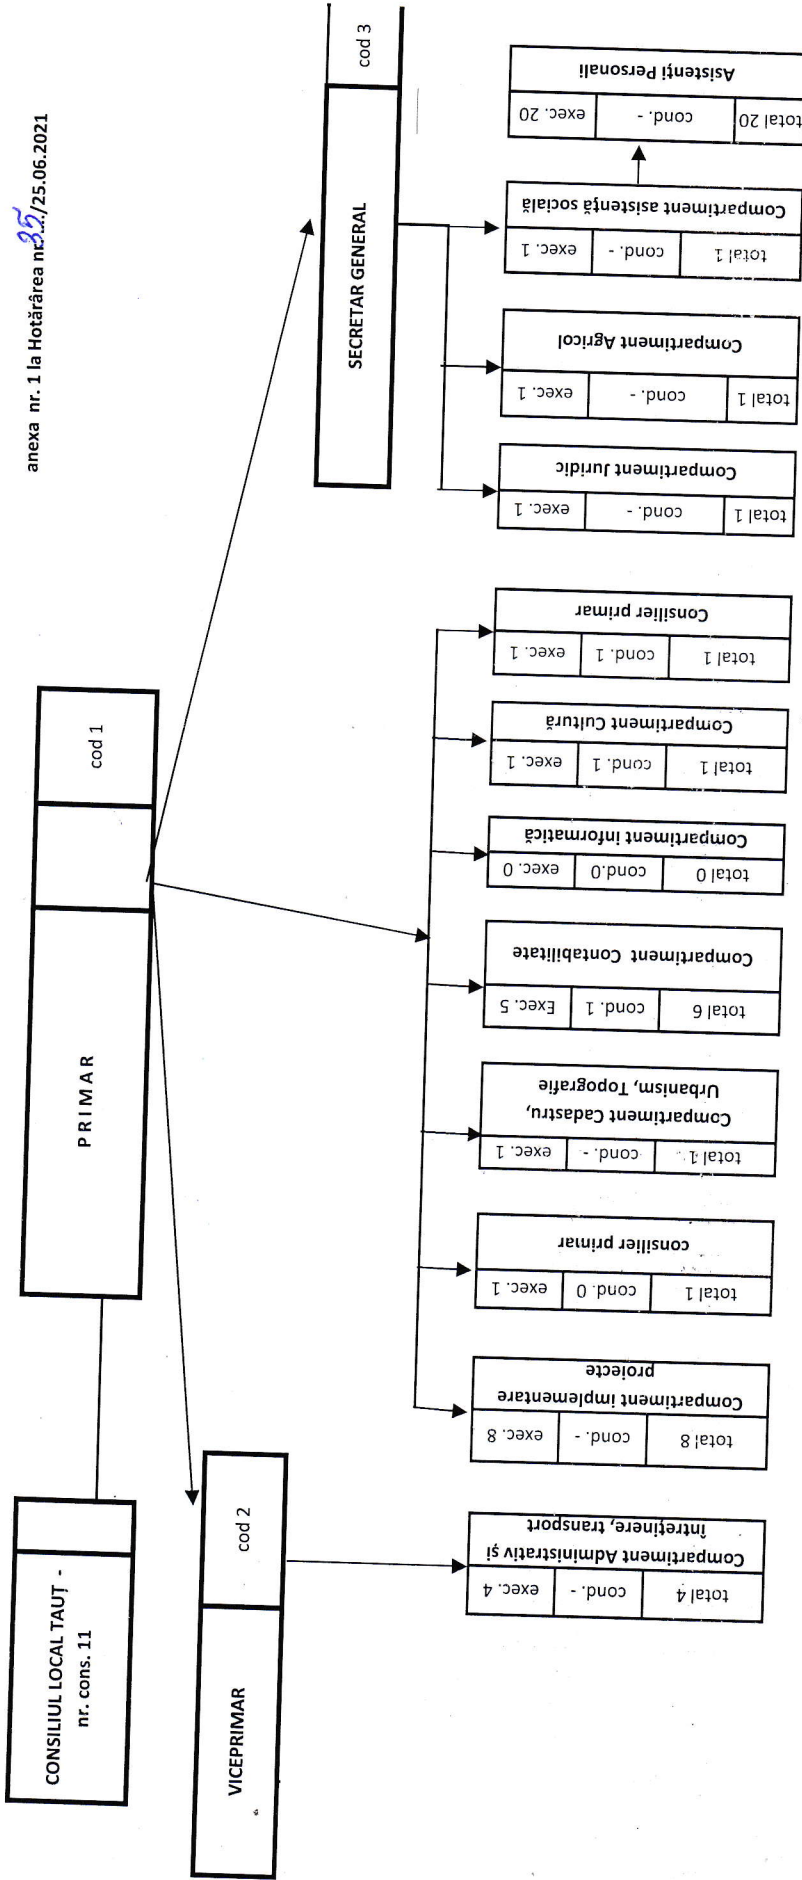 anexa nr. 1 la Hotărârea nr. 35/25.06.2021
CONSILIUL LOCAL TAUȚ -
nr. cons. 11
PRIMAR
cod 1
VICEPRIMAR
cod 2
SECRETAR GENERAL
cod 3
Compartiment Administrativ și
întreținere, transport
total 4
cond. -
exec. 4
Compartiment implementare
proiecte
total 8
cond. -
exec. 8
consilier primar
total 1
cond. 0
exec. 1
Compartiment Cadastru,
Urbanism, Topografie
total 1
cond. -
exec. 1
Compartiment Contabilitate
total 6
cond. 1
Exec. 5
Compartiment informatică
total 0
cond.0
exec. 0
Compartiment Cultură
total 1
cond. 1
exec. 1
Consilier primar
total 1
cond. 1
exec. 1
Compartiment Juridic
total 1
cond. -
exec. 1
Compartiment Agricol
total 1
cond. -
exec. 1
Compartiment asistență socială
total 1
cond. -
exec. 1
Asistenți Personali
total 20
cond. -
exec. 20